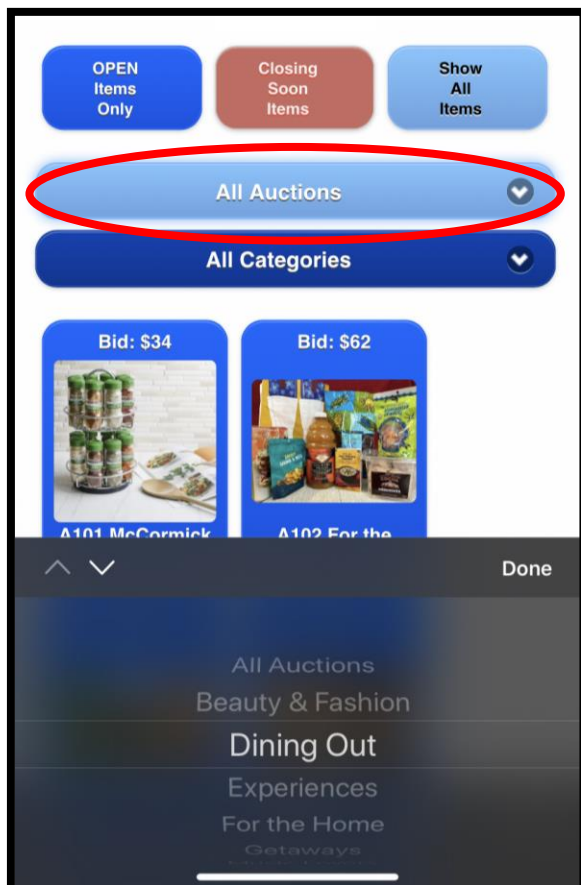 OPEN
Items
Only
Closing
Soon
Items
Show
All
Items
All Auctions
All Categories
Bid: $34
Bid: $62
A101 McCormick
A102 For the
Done
All Auctions
Beauty & Fashion
Dining Out
Experiences
For the Home
Getaways